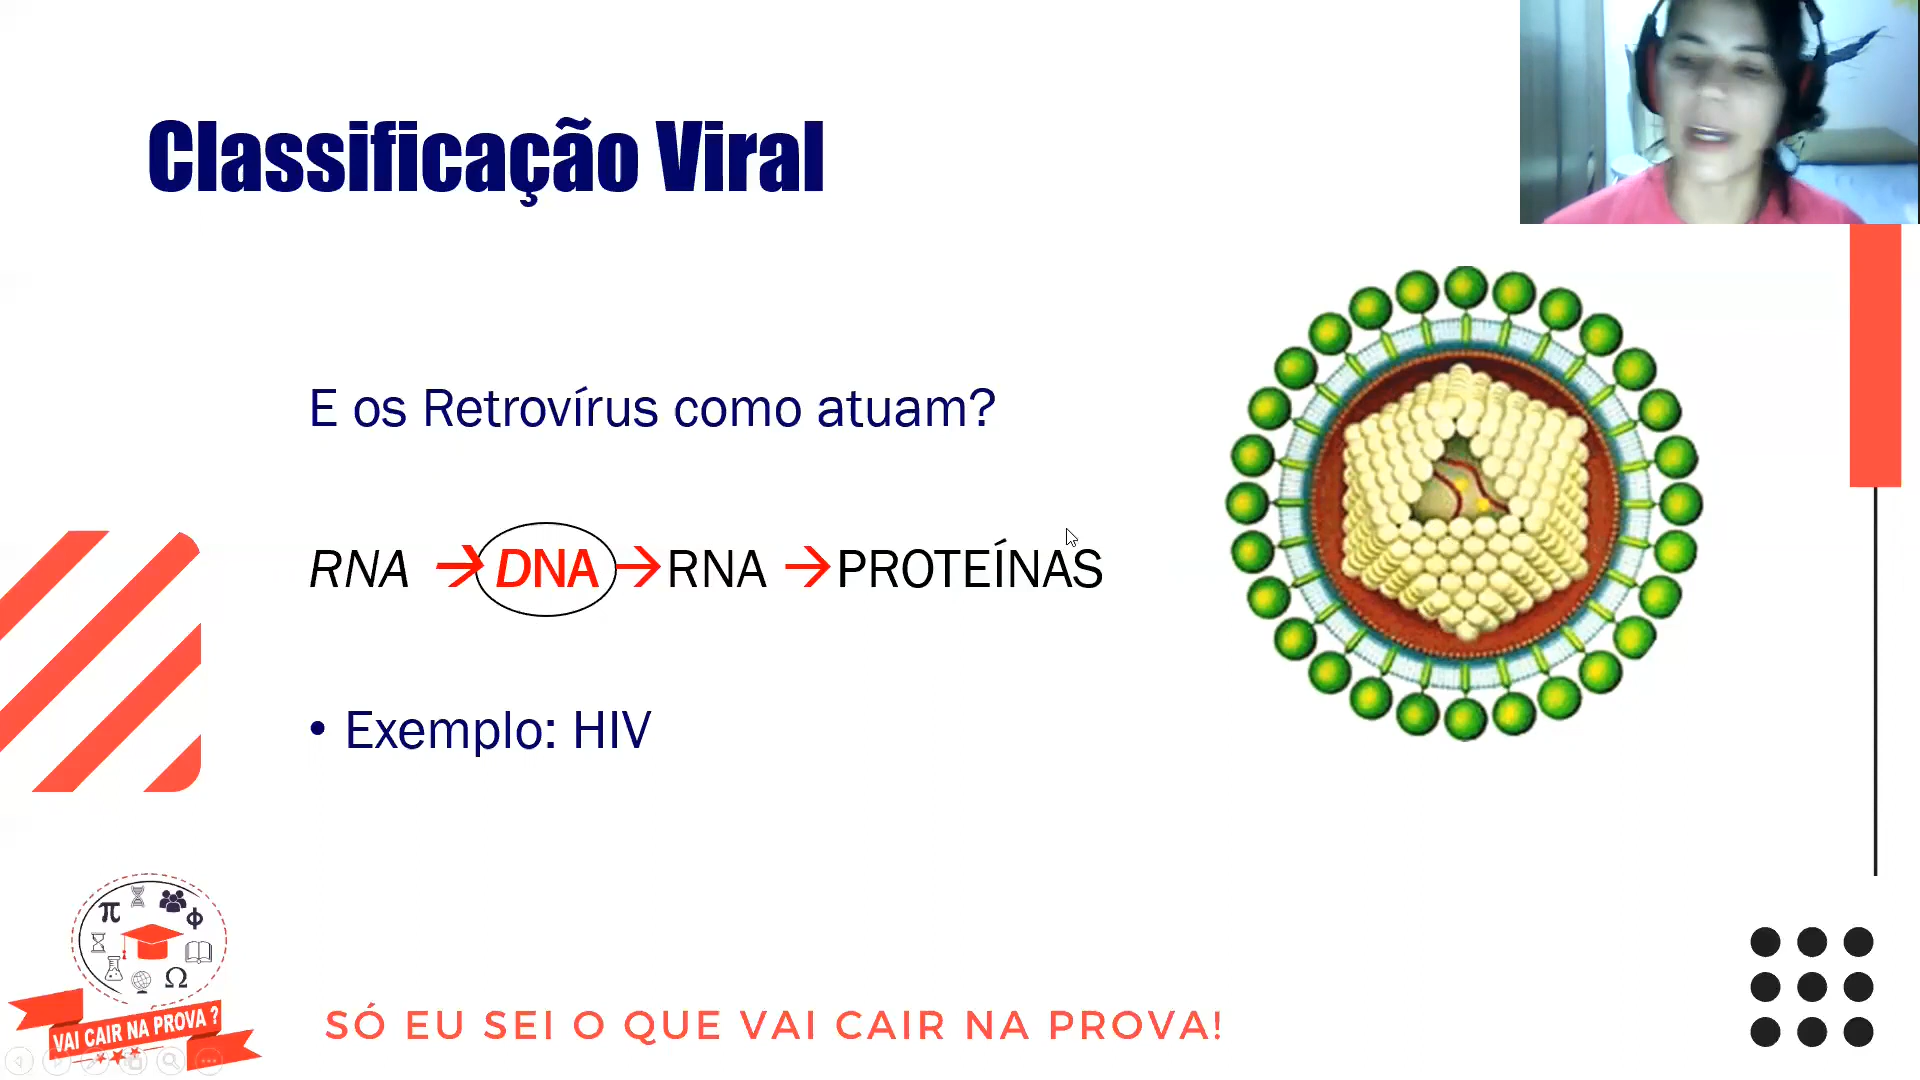 Classificação Viral
E os Retrovírus como atuam?
RNA → DNA → RNA → PROTEÍNAS
• Exemplo: HIV
π
Φ
Ω
VAI CAIR NA PROVA ?
SÓ EU SEI O QUE VAI CAIR NA PROVA!